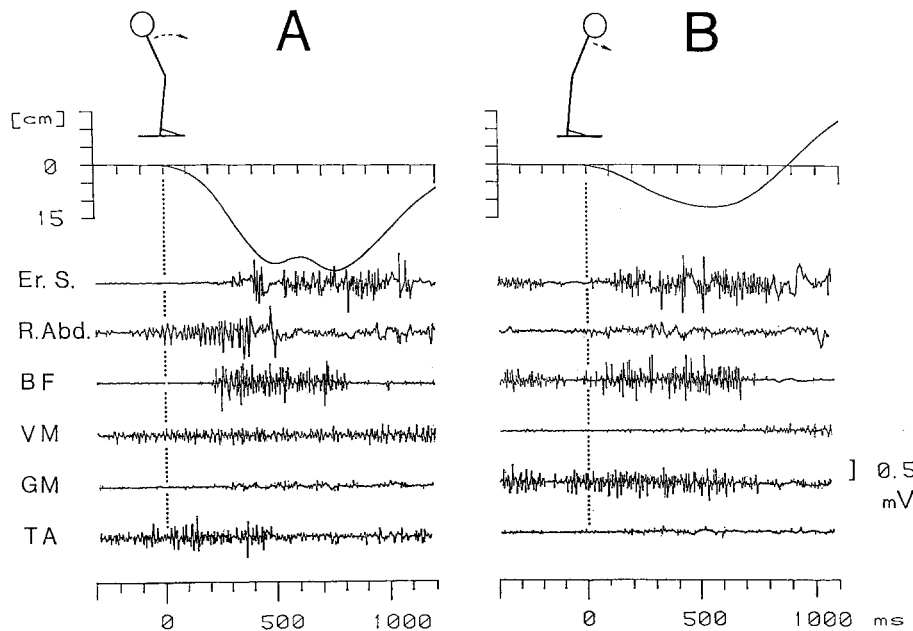 A
B
[cm]
0
15
Er. S.
R.Abd.
BF
VM
GM
TA
] 0.5
mV
0 500 1000
0 500 1000 ms